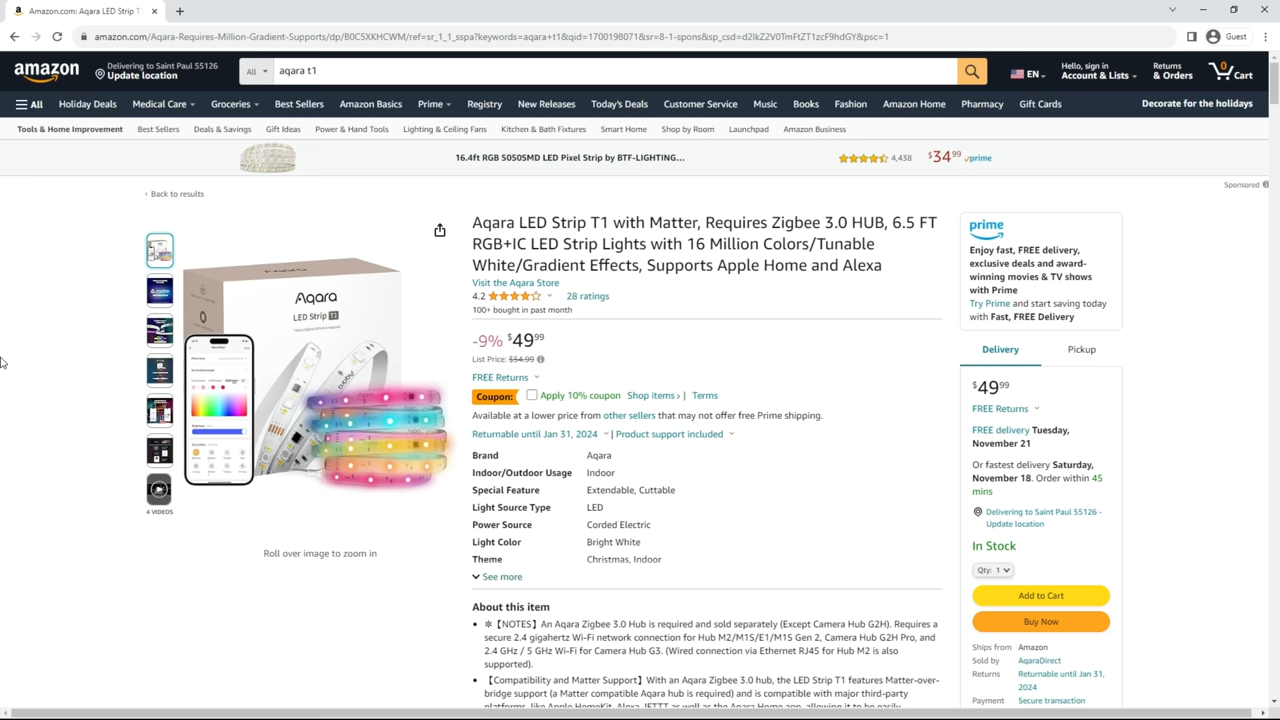 Amazon.com: Aqara LED Strip T1
amazon.com/Aqara-Requires-Million-Gradient-Supports/dp/B0C5XKHCWM/ref=sr_1_1_sspa?keywords=aqara+t1&qid=1700198071&sr=8-1-spons&sp_csd=d2lkZ2V0TmFtZT1zcF9hdGY&psc=1
Guest
amazon
Delivering to Saint Paul 55126
Update location
All
aqara t1
EN
Hello, sign in
Account & Lists
Returns
& Orders
0
Cart
All
Holiday Deals
Medical Care
Groceries
Best Sellers
Amazon Basics
Prime
Registry
New Releases
Today's Deals
Customer Service
Music
Books
Fashion
Amazon Home
Pharmacy
Gift Cards
Decorate for the holidays
Tools & Home Improvement
Best Sellers
Deals & Savings
Gift Ideas
Power & Hand Tools
Lighting & Ceiling Fans
Kitchen & Bath Fixtures
Smart Home
Shop by Room
Launchpad
Amazon Business
16.4ft RGB 5050SMD LED Pixel Strip by BTF-LIGHTING...
4,438
$34.99 prime
Sponsored
‹ Back to results
Aqara
LED Strip T1
4 VIDEOS
Roll over image to zoom in
Aqara LED Strip T1 with Matter, Requires Zigbee 3.0 HUB, 6.5 FT
RGB+IC LED Strip Lights with 16 Million Colors/Tunable
White/Gradient Effects, Supports Apple Home and Alexa
Visit the Aqara Store
4.2 28 ratings
100+ bought in past month
-9% $49.99
List Price: $54.99
FREE Returns
Coupon: Apply 10% coupon Shop items › | Terms
Available at a lower price from other sellers that may not offer free Prime shipping.
Returnable until Jan 31, 2024 | Product support included
Brand Aqara
Indoor/Outdoor Usage Indoor
Special Feature Extendable, Cuttable
Light Source Type LED
Power Source Corded Electric
Light Color Bright White
Theme Christmas, Indoor
See more
About this item
• ❇【NOTES】An Aqara Zigbee 3.0 Hub is required and sold separately (Except Camera Hub G2H). Requires a
secure 2.4 gigahertz Wi-Fi network connection for Hub M2/M1S/E1/M1S Gen 2, Camera Hub G2H Pro, and
2.4 GHz / 5 GHz Wi-Fi for Camera Hub G3. (Wired connection via Ethernet RJ45 for Hub M2 is also
supported).
• 【Compatibility and Matter Support】With an Aqara Zigbee 3.0 hub, the LED Strip T1 features Matter-over-
bridge support (a Matter compatible Aqara hub is required) and is compatible with major third-party
platforms, like Apple HomeKit, Alexa, IFTTT as well as the Aqara Home app, allowing it to be easily
prime
Enjoy fast, FREE delivery,
exclusive deals and award-
winning movies & TV shows
with Prime
Try Prime and start saving today
with Fast, FREE Delivery
Delivery
Pickup
$49.99
FREE Returns
FREE delivery Tuesday,
November 21
Or fastest delivery Saturday,
November 18. Order within 45
mins
Delivering to Saint Paul 55126 -
Update location
In Stock
Qty: 1
Add to Cart
Buy Now
Ships from Amazon
Sold by AqaraDirect
Returns Returnable until Jan 31,
2024
Payment Secure transaction